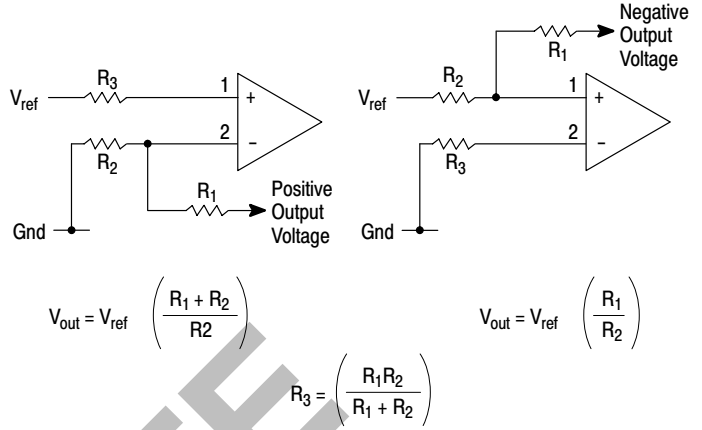 Negative
Output
Voltage
R1
R3
Vref
1
+
2
−
R2
R1
Positive
Output
Voltage
Gnd
R2
Vref
1
+
2
−
R3
Gnd
Vout = Vref (R1 + R2 / R2)
Vout = Vref (R1 / R2)
R3 = (R1R2 / R1 + R2)